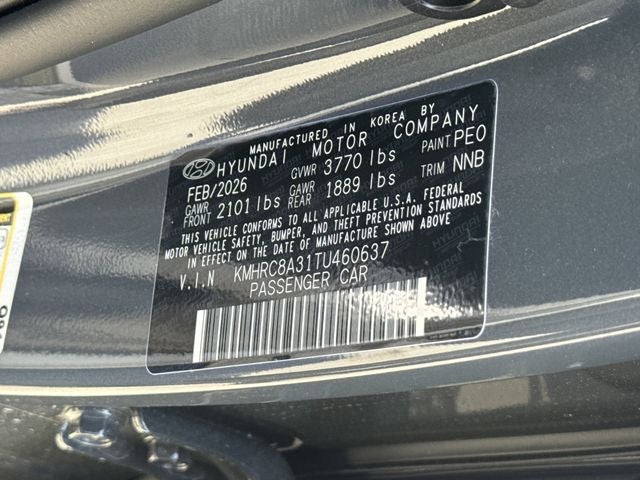 MANUFACTURED IN KOREA BY
HYUNDAI MOTOR COMPANY
FEB/2026 GVWR 3770 lbs PAINT PEO
GAWR FRONT 2101 lbs GAWR REAR 1889 lbs TRIM NNB
THIS VEHICLE CONFORMS TO ALL APPLICABLE U.S.A. FEDERAL
MOTOR VEHICLE SAFETY, BUMPER, AND THEFT PREVENTION STANDARDS
IN EFFECT ON THE DATE OF MANUFACTURE SHOWN ABOVE.
V.I.N KMHRC8A31TU460637
PASSENGER CAR